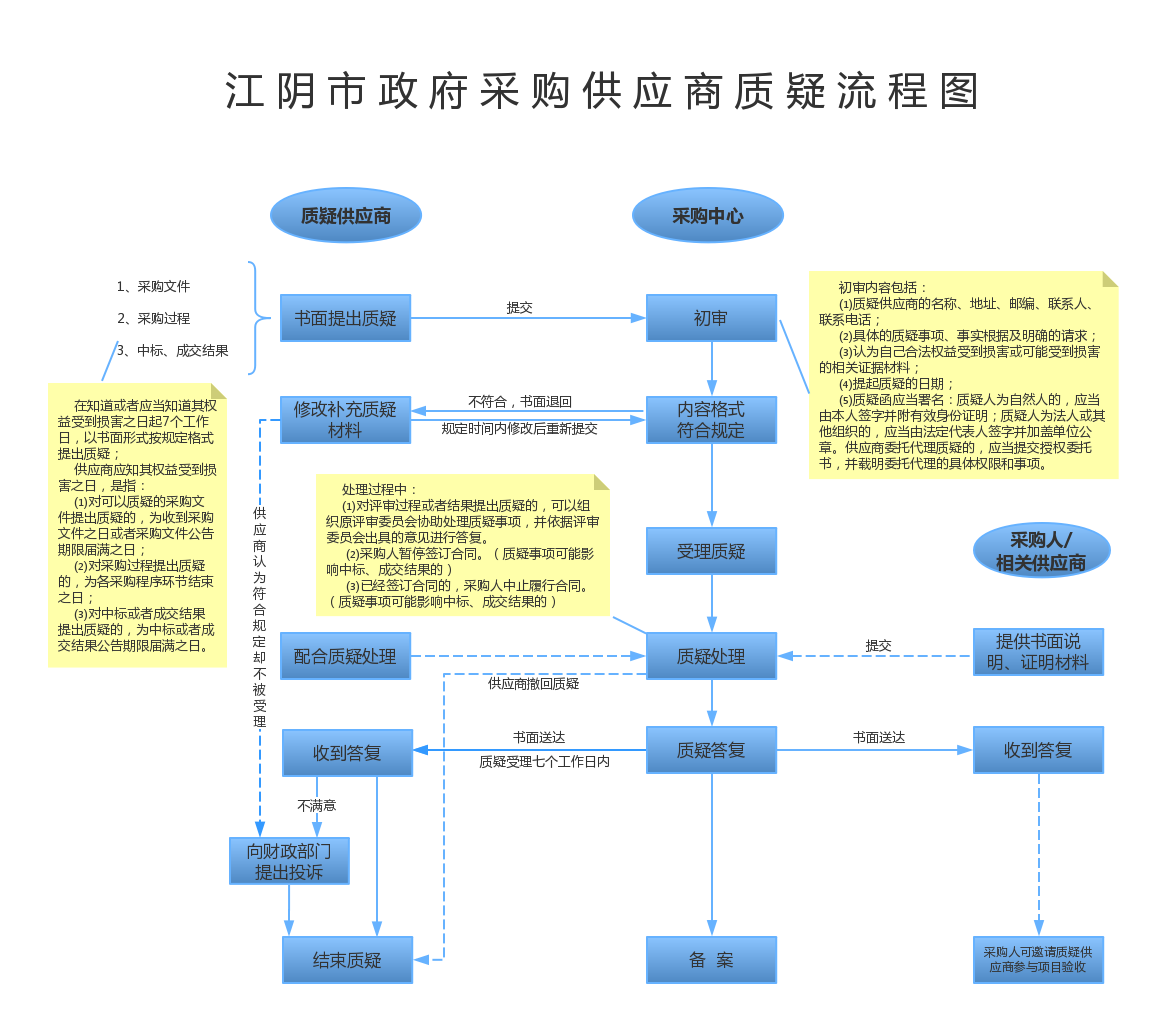 江阴市政府采购供应商质疑流程图
质疑供应商
采购中心
1、采购文件
2、采购过程
3、中标、成交结果
书面提出质疑
提交
初审
初审内容包括：
(1)质疑供应商的名称、地址、邮编、联系人、
联系电话；
(2)具体的质疑事项、事实根据及明确的请求；
(3)认为自己合法权益受到损害或可能受到损害
的相关证据材料；
(4)提起质疑的日期；
(5)质疑函应当署名：质疑人为自然人的，应当
由本人签字并附有效身份证明；质疑人为法人或其
他组织的，应当由法定代表人签字并加盖单位公
章。供应商委托代理质疑的，应当提交授权委托
书，并载明委托代理的具体权限和事项。
在知道或者应当知道其权
益受到损害之日起7个工作
日，以书面形式按规定格式
提出质疑；
供应商应知其权益受到损
害之日，是指：
(1)对可以质疑的采购文
件提出质疑的，为收到采购
文件之日或者采购文件公告
期限届满之日；
(2)对采购过程提出质疑
的，为各采购程序环节结束
之日；
(3)对中标或者成交结果
提出质疑的，为中标或者成
交结果公告期限届满之日。
修改补充质疑
材料
不符合，书面退回
规定时间内修改后重新提交
内容格式
符合规定
供应商认为符合规定却不被受理
处理过程中：
(1)对评审过程或者结果提出质疑的，可以组
织原评审委员会协助处理质疑事项，并依据评审
委员会出具的意见进行答复。
(2)采购人暂停签订合同。（质疑事项可能影
响中标、成交结果的）
(3)已经签订合同的，采购人中止履行合同。
（质疑事项可能影响中标、成交结果的）
受理质疑
采购人/
相关供应商
配合质疑处理
质疑处理
提交
提供书面说
明、证明材料
供应商撤回质疑
收到答复
书面送达
质疑受理七个工作日内
质疑答复
书面送达
收到答复
不满意
向财政部门
提出投诉
结束质疑
备 案
采购人可邀请质疑供
应商参与项目验收